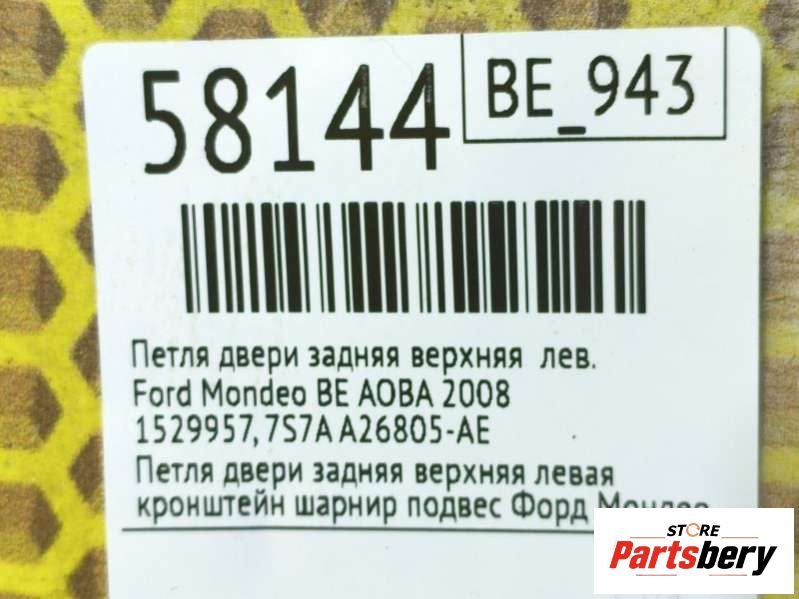 58144
BE_943
Петля двери задняя верхняя лев.
Ford Mondeo BE AOBA 2008
1529957, 7S7A A26805-AE
Петля двери задняя верхняя левая
кронштейн шарнир подвес Форд Мондео
STORE
Partsbery